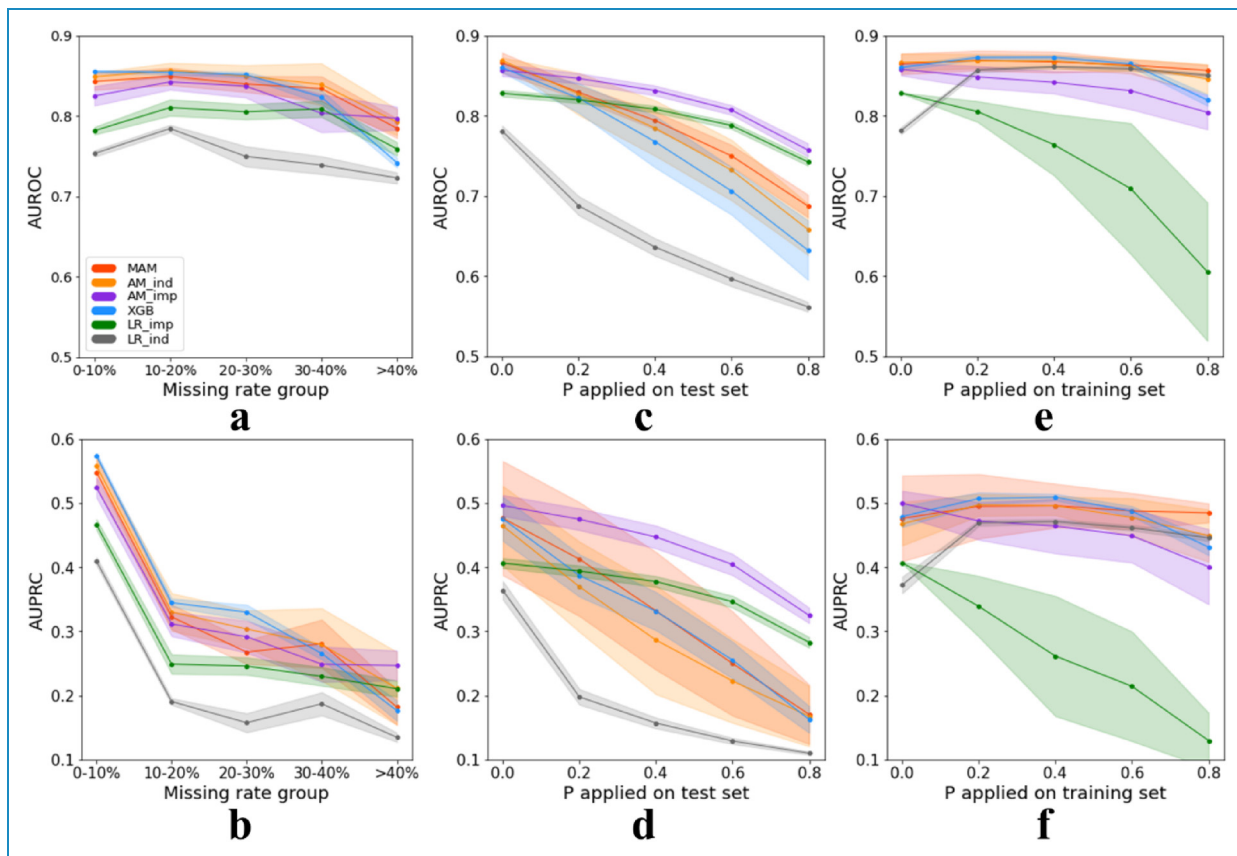 0.9
0.8
0.7
0.6
0.5
AUROC
MAM
AM_ind
AM_imp
XGB
LR_imp
LR_ind
0-10% 10-20% 20-30% 30-40% >40%
Missing rate group
a
0.9
0.8
0.7
0.6
0.5
AUROC
0.0 0.2 0.4 0.6 0.8
P applied on test set
c
0.9
0.8
0.7
0.6
0.5
AUROC
0.0 0.2 0.4 0.6 0.8
P applied on training set
e
0.6
0.5
0.4
0.3
0.2
0.1
AUPRC
0-10% 10-20% 20-30% 30-40% >40%
Missing rate group
b
0.6
0.5
0.4
0.3
0.2
0.1
AUPRC
0.0 0.2 0.4 0.6 0.8
P applied on test set
d
0.6
0.5
0.4
0.3
0.2
0.1
AUPRC
0.0 0.2 0.4 0.6 0.8
P applied on training set
f